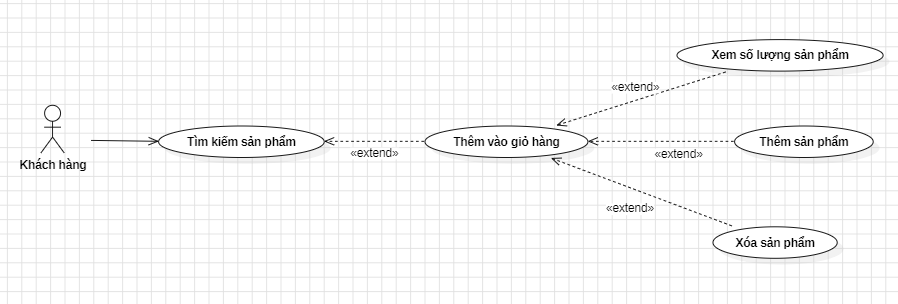 Khách hàng
Tìm kiếm sản phẩm
«extend»
Thêm vào giỏ hàng
«extend»
Xem số lượng sản phẩm
«extend»
Thêm sản phẩm
«extend»
Xóa sản phẩm